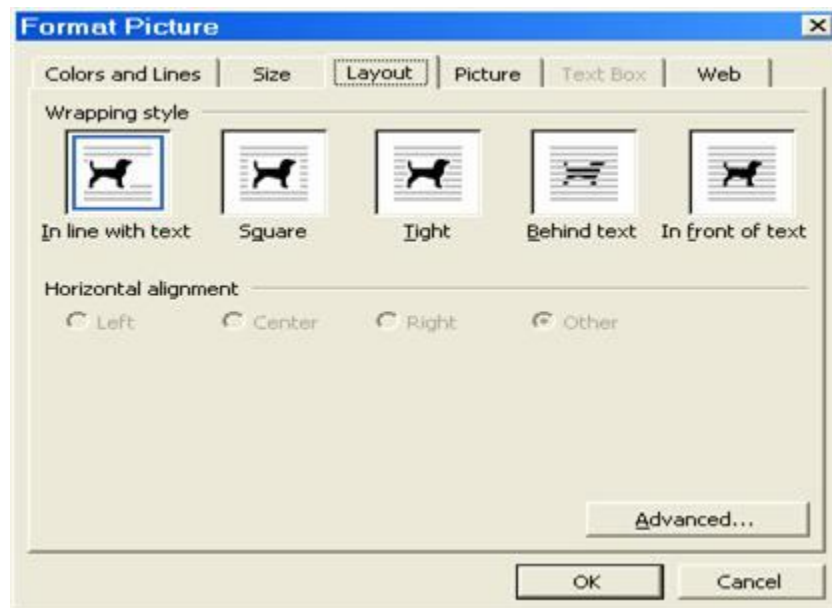 Format Picture
Colors and Lines Size Layout Picture Text Box Web
Wrapping style
In line with text Square Tight Behind text In front of text
Horizontal alignment
Left Center Right Other
Advanced...
OK Cancel